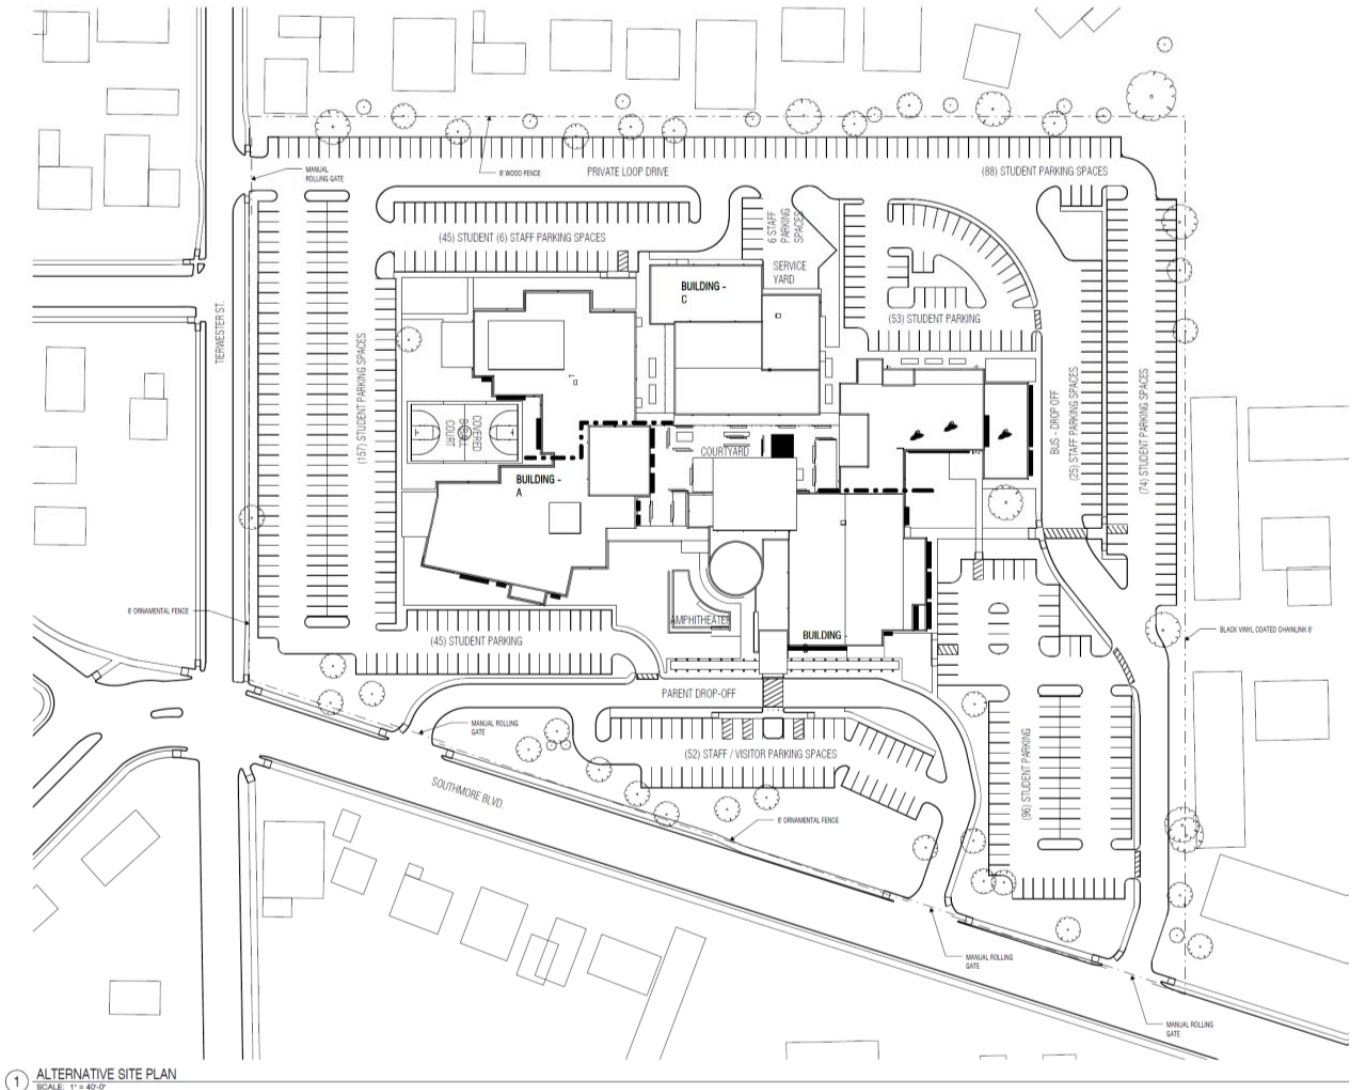 MANUAL
ROLLING GATE
8' WOOD FENCE
PRIVATE LOOP DRIVE
(88) STUDENT PARKING SPACES
(45) STUDENT (6) STAFF PARKING SPACES
6 STAFF
PARKING
SPACES
SERVICE
YARD
BUILDING -
C
(53) STUDENT PARKING
TIERWESTER ST.
(157) STUDENT PARKING SPACES
COVERED
COURT
COURTYARD
BUS - DROP OFF
(25) STAFF PARKING SPACES
(74) STUDENT PARKING SPACES
BUILDING -
A
6' ORNAMENTAL FENCE
AMPHITHEATER
BUILDING -
BLACK VINYL COATED CHAINLINK 6'
(45) STUDENT PARKING
PARENT DROP-OFF
MANUAL ROLLING
GATE
(52) STAFF / VISITOR PARKING SPACES
(96) STUDENT PARKING
SOUTHMORE BLVD.
6' ORNAMENTAL FENCE
MANUAL ROLLING
GATE
MANUAL ROLLING
GATE
1
ALTERNATIVE SITE PLAN
SCALE: 1" = 40'-0"